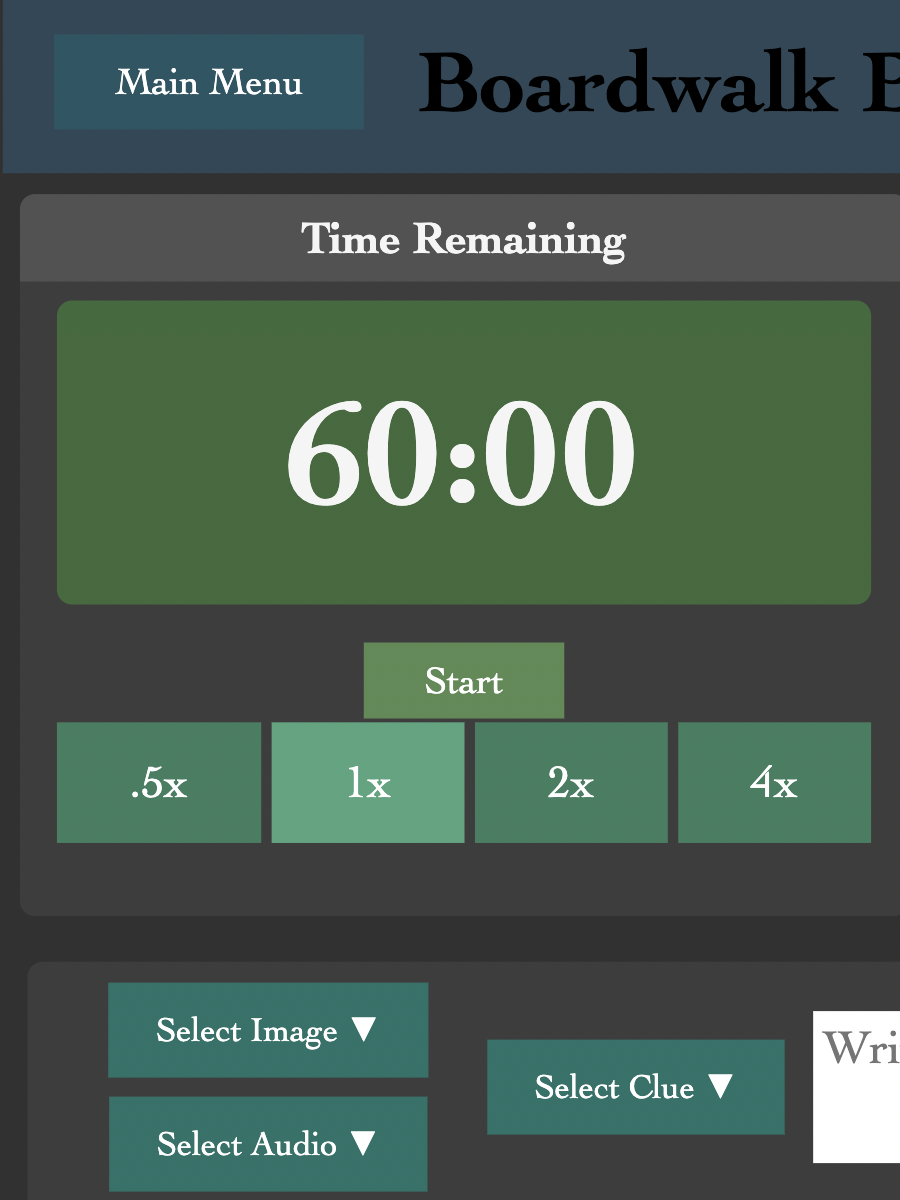 Main Menu
Boardwalk B
Time Remaining
60:00
Start
.5x 1x 2x 4x
Select Image ▼
Select Clue ▼
Wri
Select Audio ▼